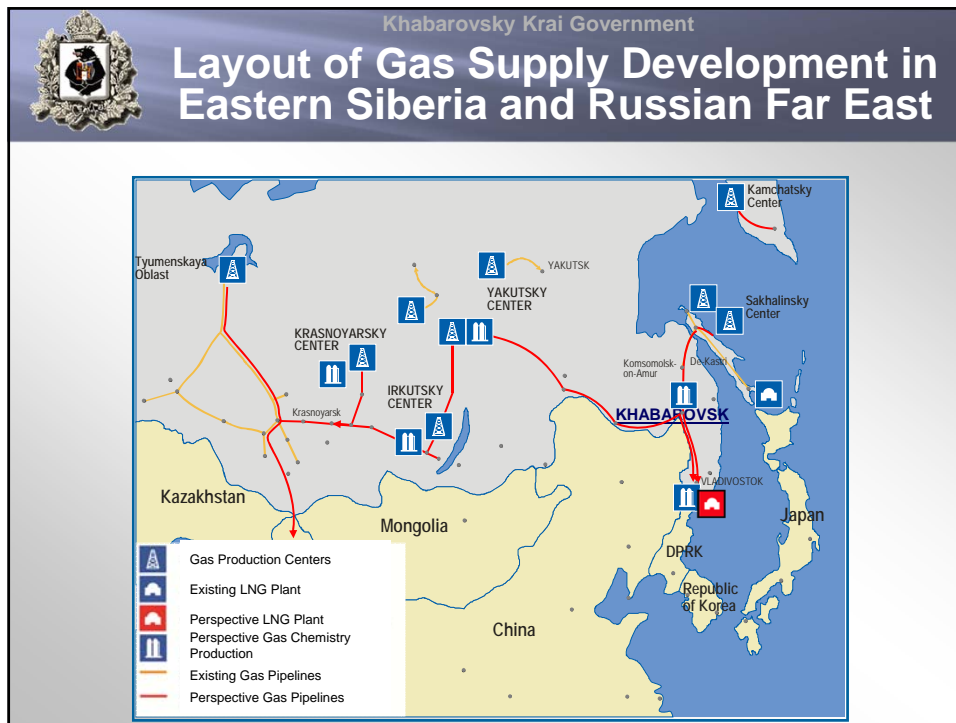 Khabarovsky Krai Government
Layout of Gas Supply Development in
Eastern Siberia and Russian Far East
Kamchatsky
Center
Tyumenskaya
Oblast
YAKUTSK
YAKUTSKY
CENTER
Sakhalinsky
Center
KRASNOYARSKY
CENTER
Komsomolsk-
on-Amur
De-Kastri
IRKUTSKY
CENTER
Krasnoyarsk
KHABAROVSK
VLADIVOSTOK
Kazakhstan
Mongolia
Japan
DPRK
Republic
of Korea
China
Gas Production Centers
Existing LNG Plant
Perspective LNG Plant
Perspective Gas Chemistry
Production
Existing Gas Pipelines
Perspective Gas Pipelines